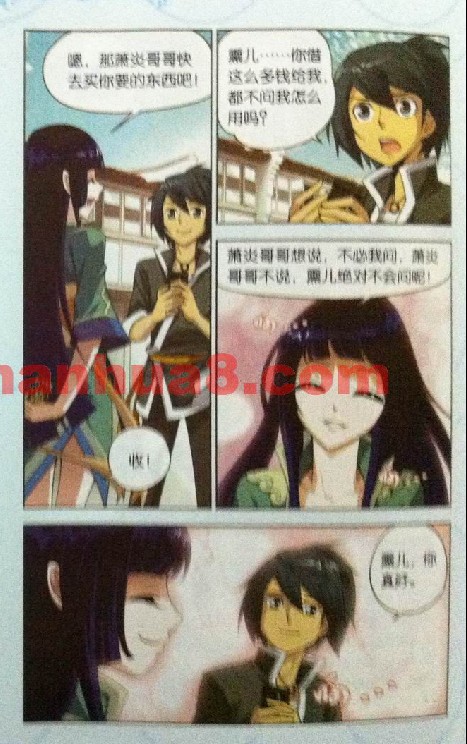 嗯，那萧炎哥哥快
去买你要的东西吧！
收！
熏儿……你借
这么多钱给我，
都不问我怎么
用吗？
萧炎哥哥想说，不必我问，萧炎
哥哥不说，熏儿绝对不会问呢！
manhua8.com
熏儿，你
真好。